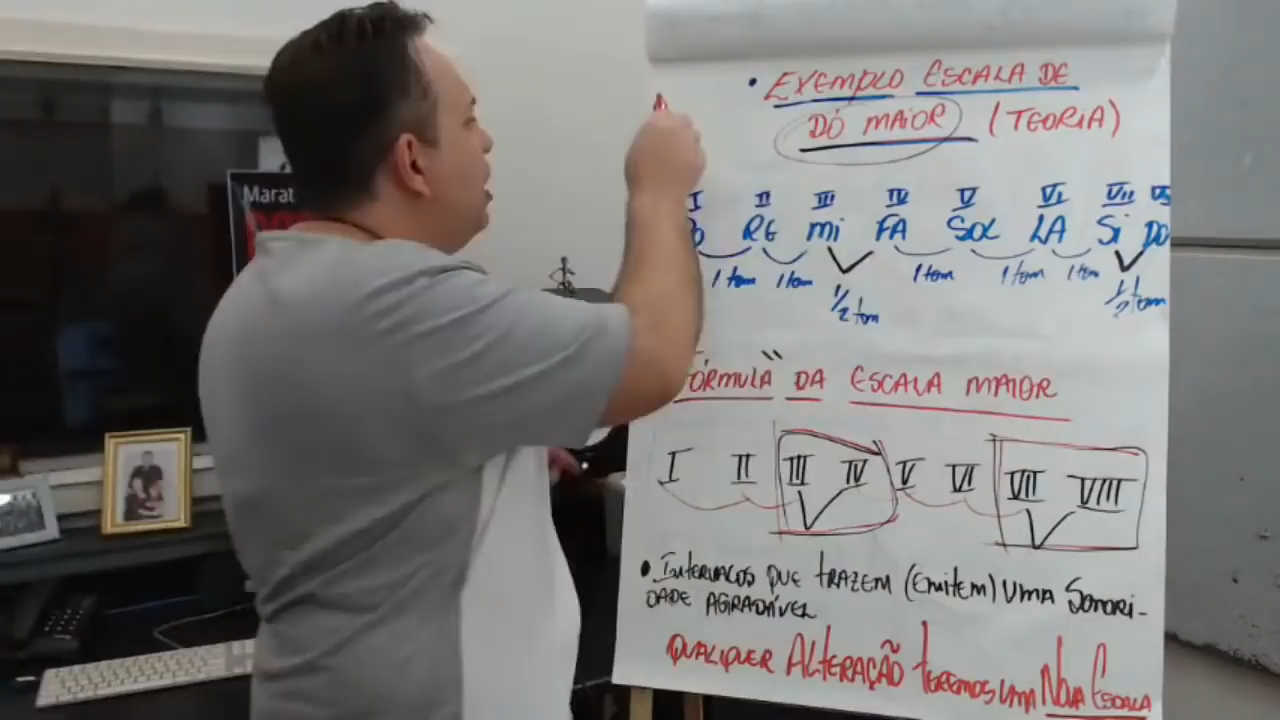 Marat
• EXEMPLO ESCALA DE
DÓ MAIOR (TEORIA)
I II III IV V VI VII
RE Mi FA SOL LA Si DO
1 tom 1 tom 1 tom 1 tom 1 tom
1/2 tom 1/2 tom
FÓRMULA" DA ESCALA MAIOR
I II III IV V VI VII VIII
• INTERVALOS QUE TRAZEM (EMITEM) UMA SONORI-
DADE AGRADÁVEL
QUALQUER ALTERAÇÃO TEREMOS UMA NOVA ESCALA